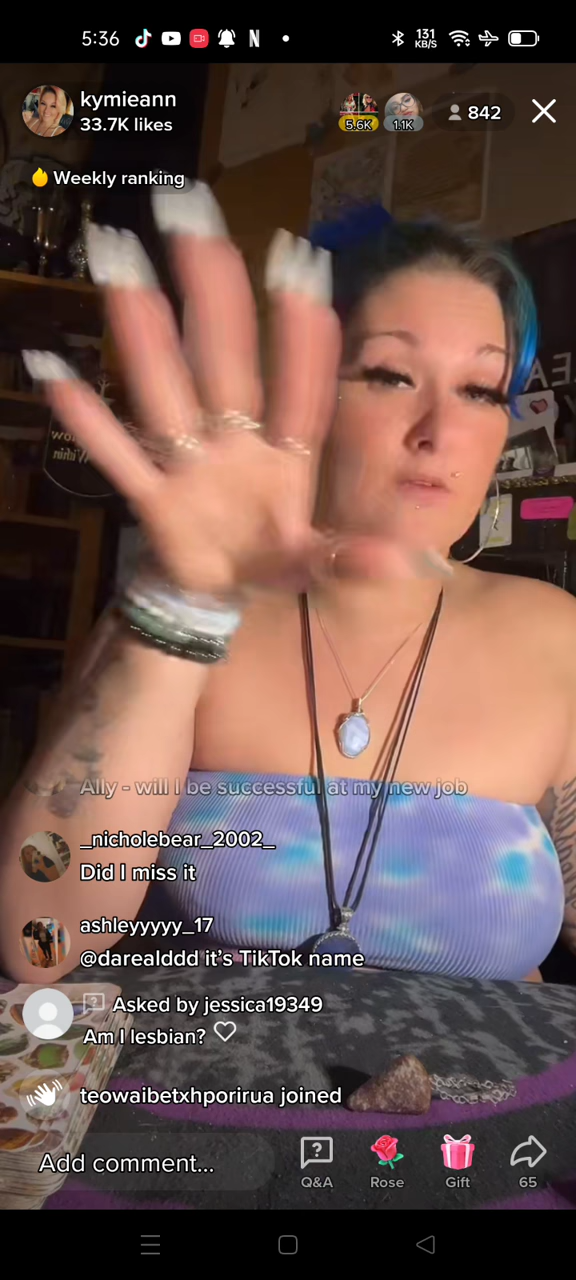 5:36
N
131
KB/S
kymieann
33.7K likes
5.6K
1.1K
842
Weekly ranking
Ally - will I be successful at my new job
_nicholebear_2002_
Did I miss it
ashleyyyyy_17
@darealddd it's TikTok name
Asked by jessica19349
Am I lesbian? ♡
teowaibetxhporirua joined
Add comment...
Q&A
Rose
Gift
65